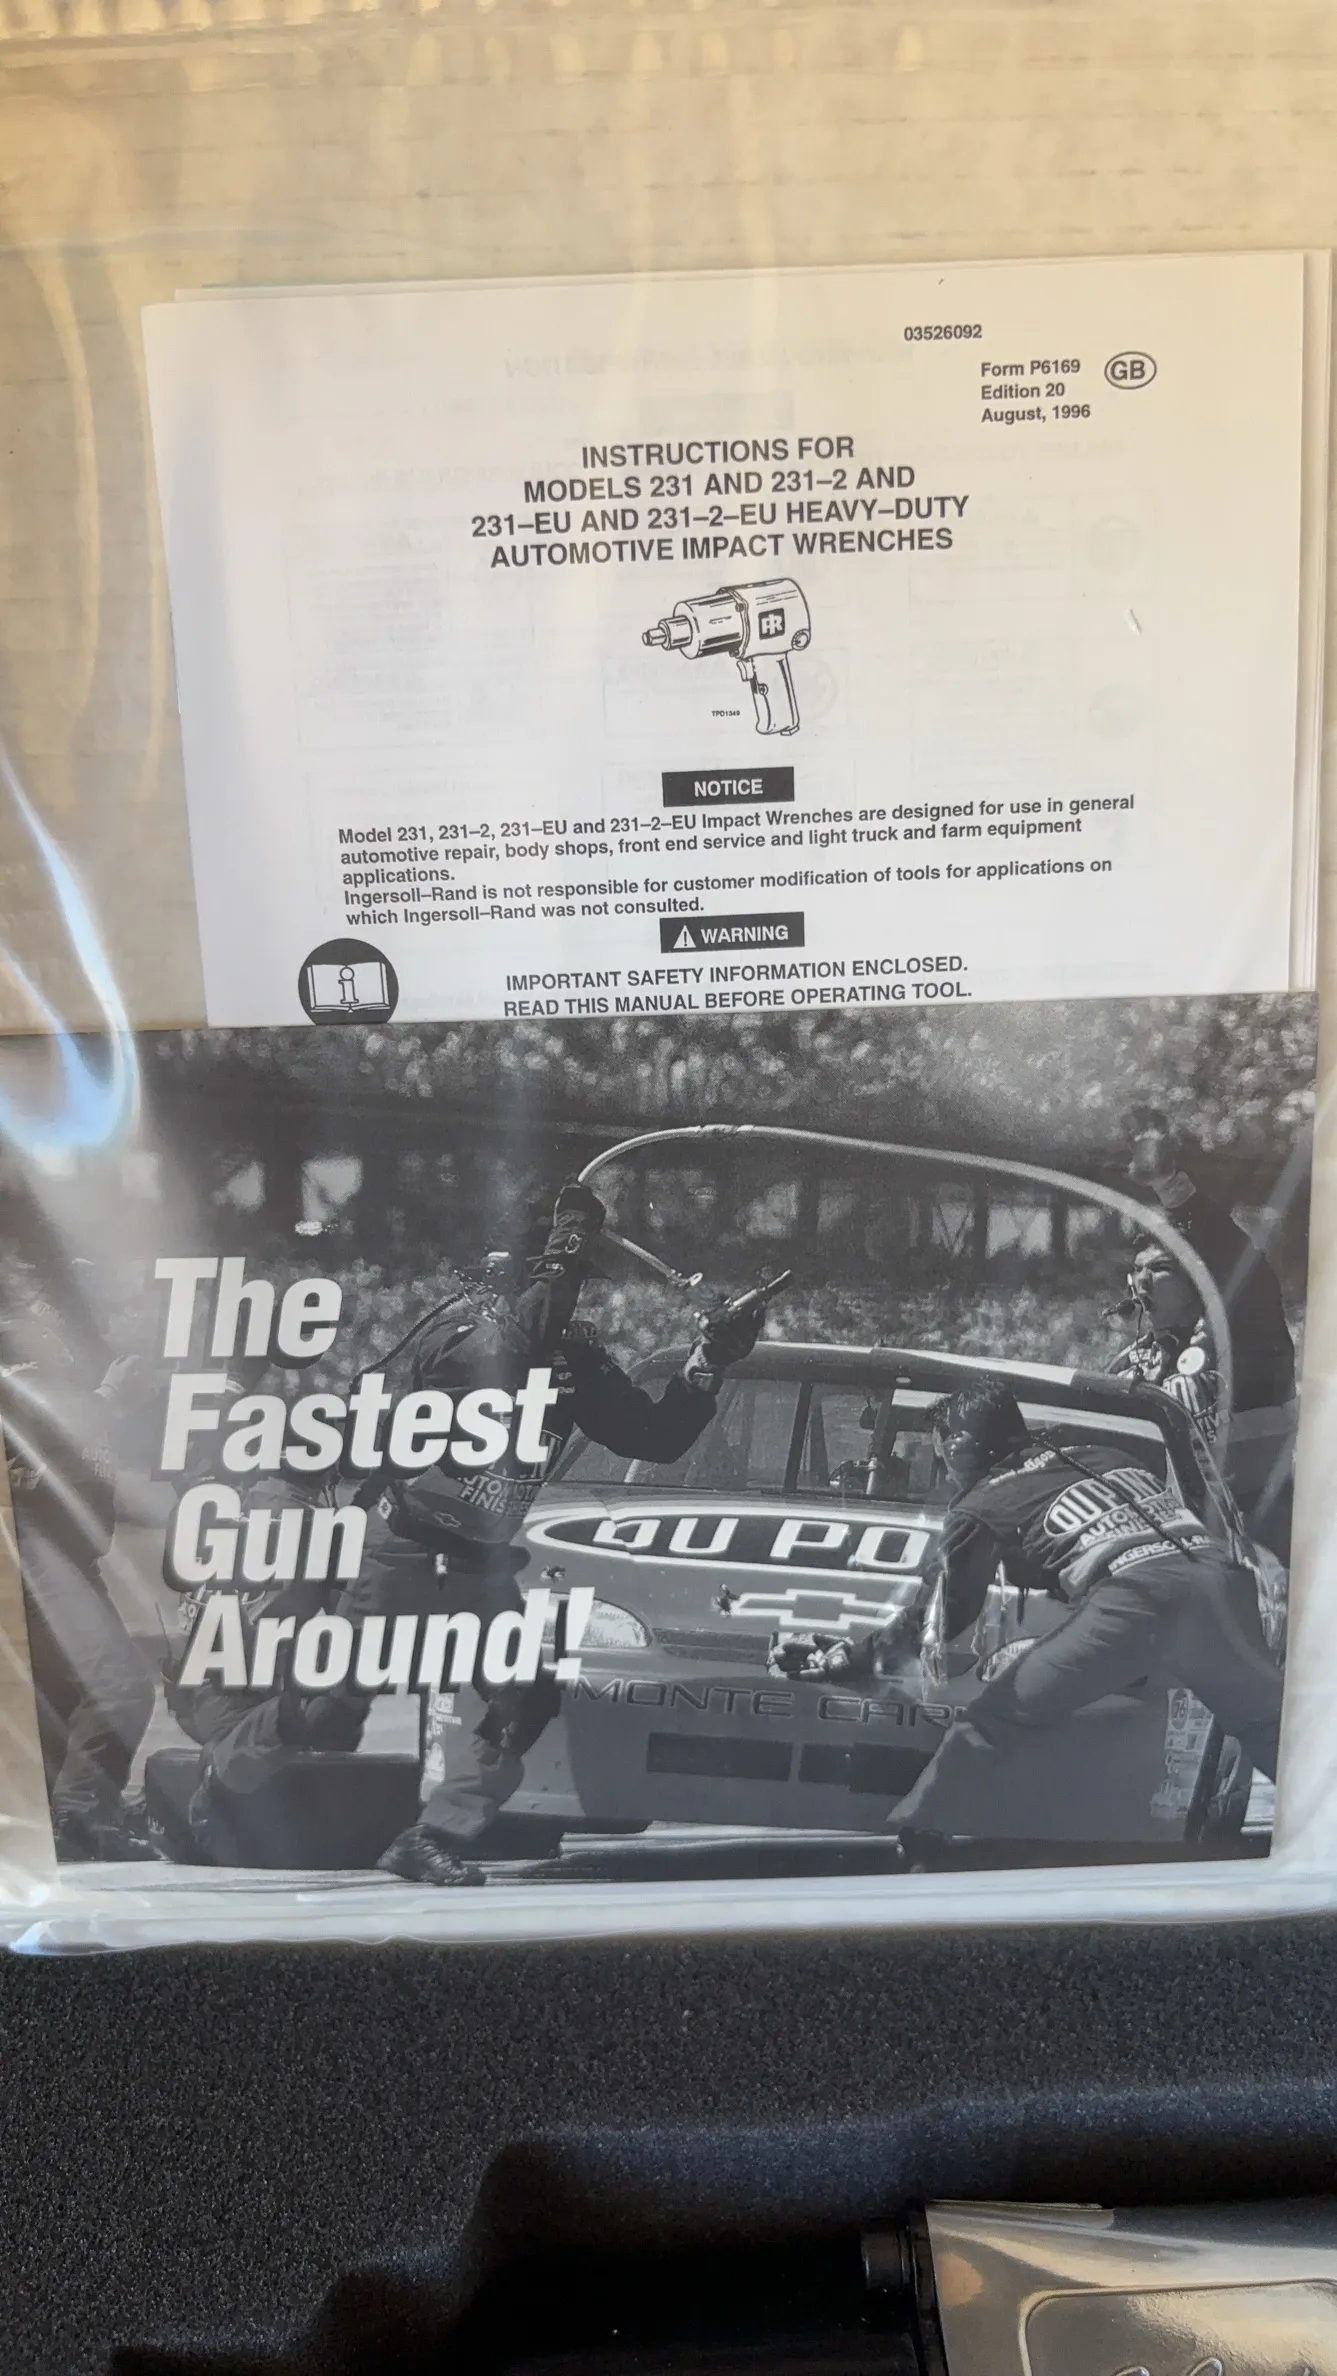 03526092
Form P6169
Edition 20
August, 1996
GB
INSTRUCTIONS FOR
MODELS 231 AND 231–2 AND
231–EU AND 231–2–EU HEAVY–DUTY
AUTOMOTIVE IMPACT WRENCHES
IR
TPD1349
NOTICE
Model 231, 231–2, 231–EU and 231–2–EU Impact Wrenches are designed for use in general
automotive repair, body shops, front end service and light truck and farm equipment
applications.
Ingersoll–Rand is not responsible for customer modification of tools for applications on
which Ingersoll–Rand was not consulted.
WARNING
i
IMPORTANT SAFETY INFORMATION ENCLOSED.
READ THIS MANUAL BEFORE OPERATING TOOL.
The
Fastest
Gun
Around!
DU PO
MONTE CAR
DUPONT
AUTOMOTIVE
FINISHES